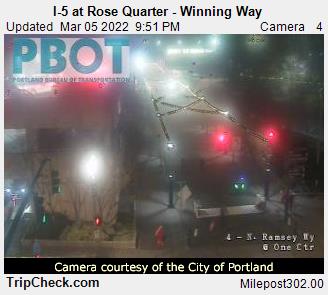 I-5 at Rose Quarter - Winning Way
Updated Mar 05 2022 9:51 PM Camera 4
PBOT
PORTLAND BUREAU OF TRANSPORTATION
4 - N. Ramsey Wy
@ One Ctr
Camera courtesy of the City of Portland
TripCheck.com Milepost302.00